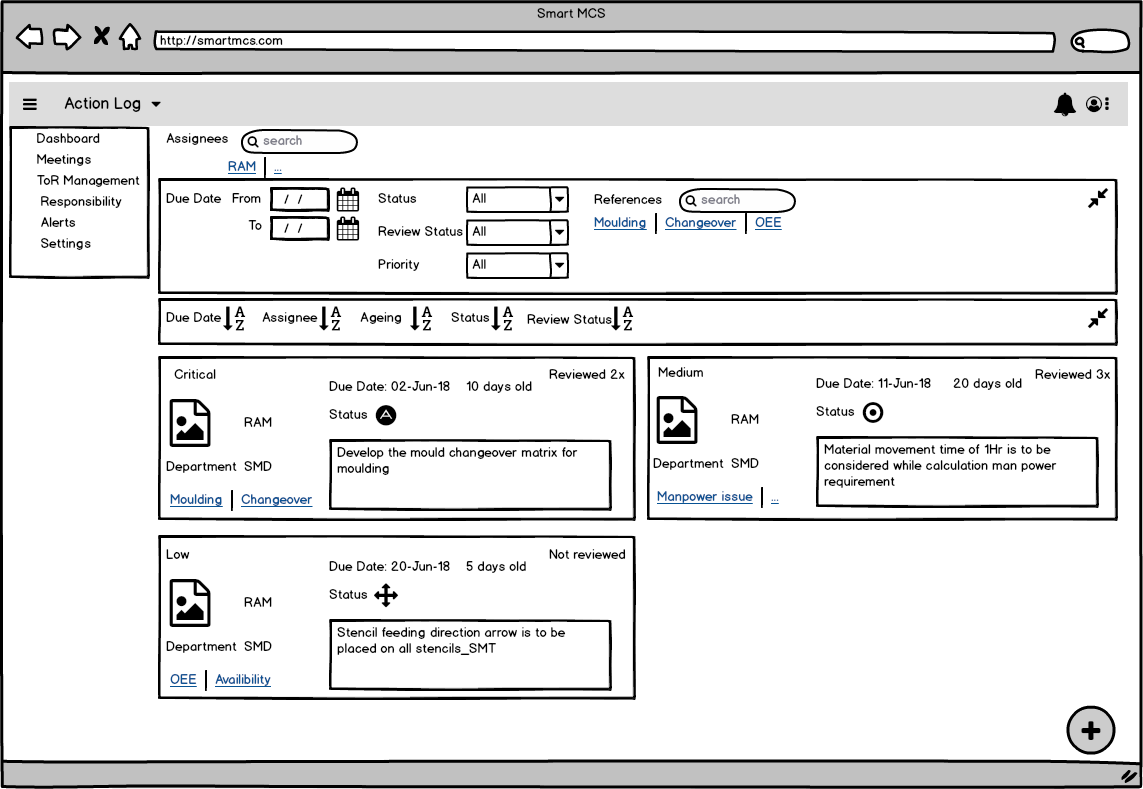 Smart MCS
http://smartmcs.com
Action Log
Dashboard
Meetings
ToR Management
Responsibility
Alerts
Settings
Assignees search
RAM ...
Due Date From / /
To / /
Status All
Review Status All
Priority All
References search
Moulding Changeover OEE
Due Date A Z Assignee A Z Ageing A Z Status A Z Review Status A Z
Critical Reviewed 2x
Due Date: 02-Jun-18 10 days old
Status A
RAM
Develop the mould changeover matrix for
moulding
Department SMD
Moulding Changeover
Medium Reviewed 3x
Due Date: 11-Jun-18 20 days old
Status
RAM
Material movement time of 1Hr is to be
considered while calculation man power
requirement
Department SMD
Manpower issue ...
Low Not reviewed
Due Date: 20-Jun-18 5 days old
Status
RAM
Stencil feeding direction arrow is to be
placed on all stencils_SMT
Department SMD
OEE Availibility